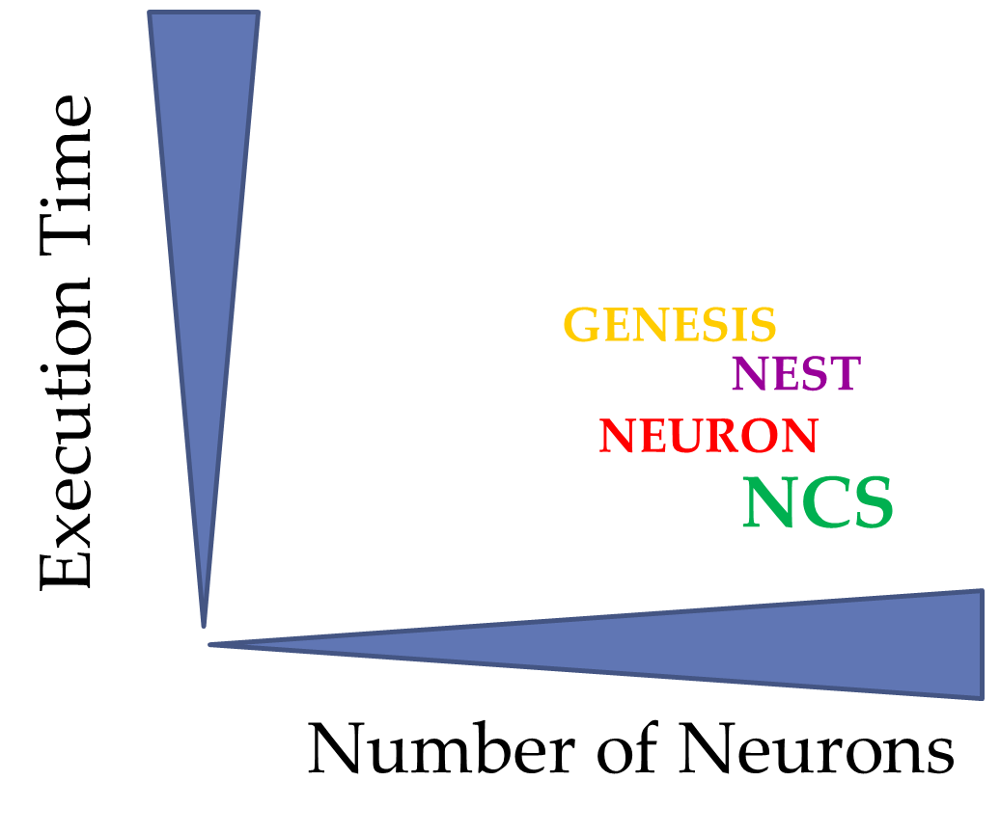 Execution Time
GENESIS
NEST
NEURON
NCS
Number of Neurons